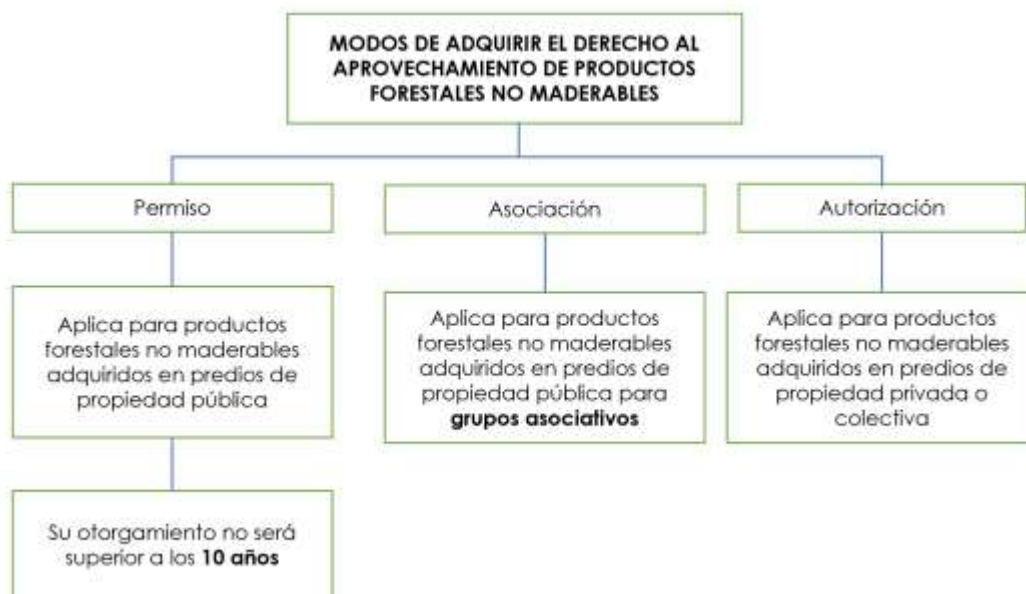 MODOS DE ADQUIRIR EL DERECHO AL
APROVECHAMIENTO DE PRODUCTOS
FORESTALES NO MADERABLES
Permiso
Asociación
Autorización
Aplica para productos
forestales no maderables
adquiridos en predios de
propiedad pública
Aplica para productos
forestales no maderables
adquiridos en predios de
propiedad pública para
grupos asociativos
Aplica para productos
forestales no maderables
adquiridos en predios de
propiedad privada o
colectiva
Su otorgamiento no será
superior a los 10 años